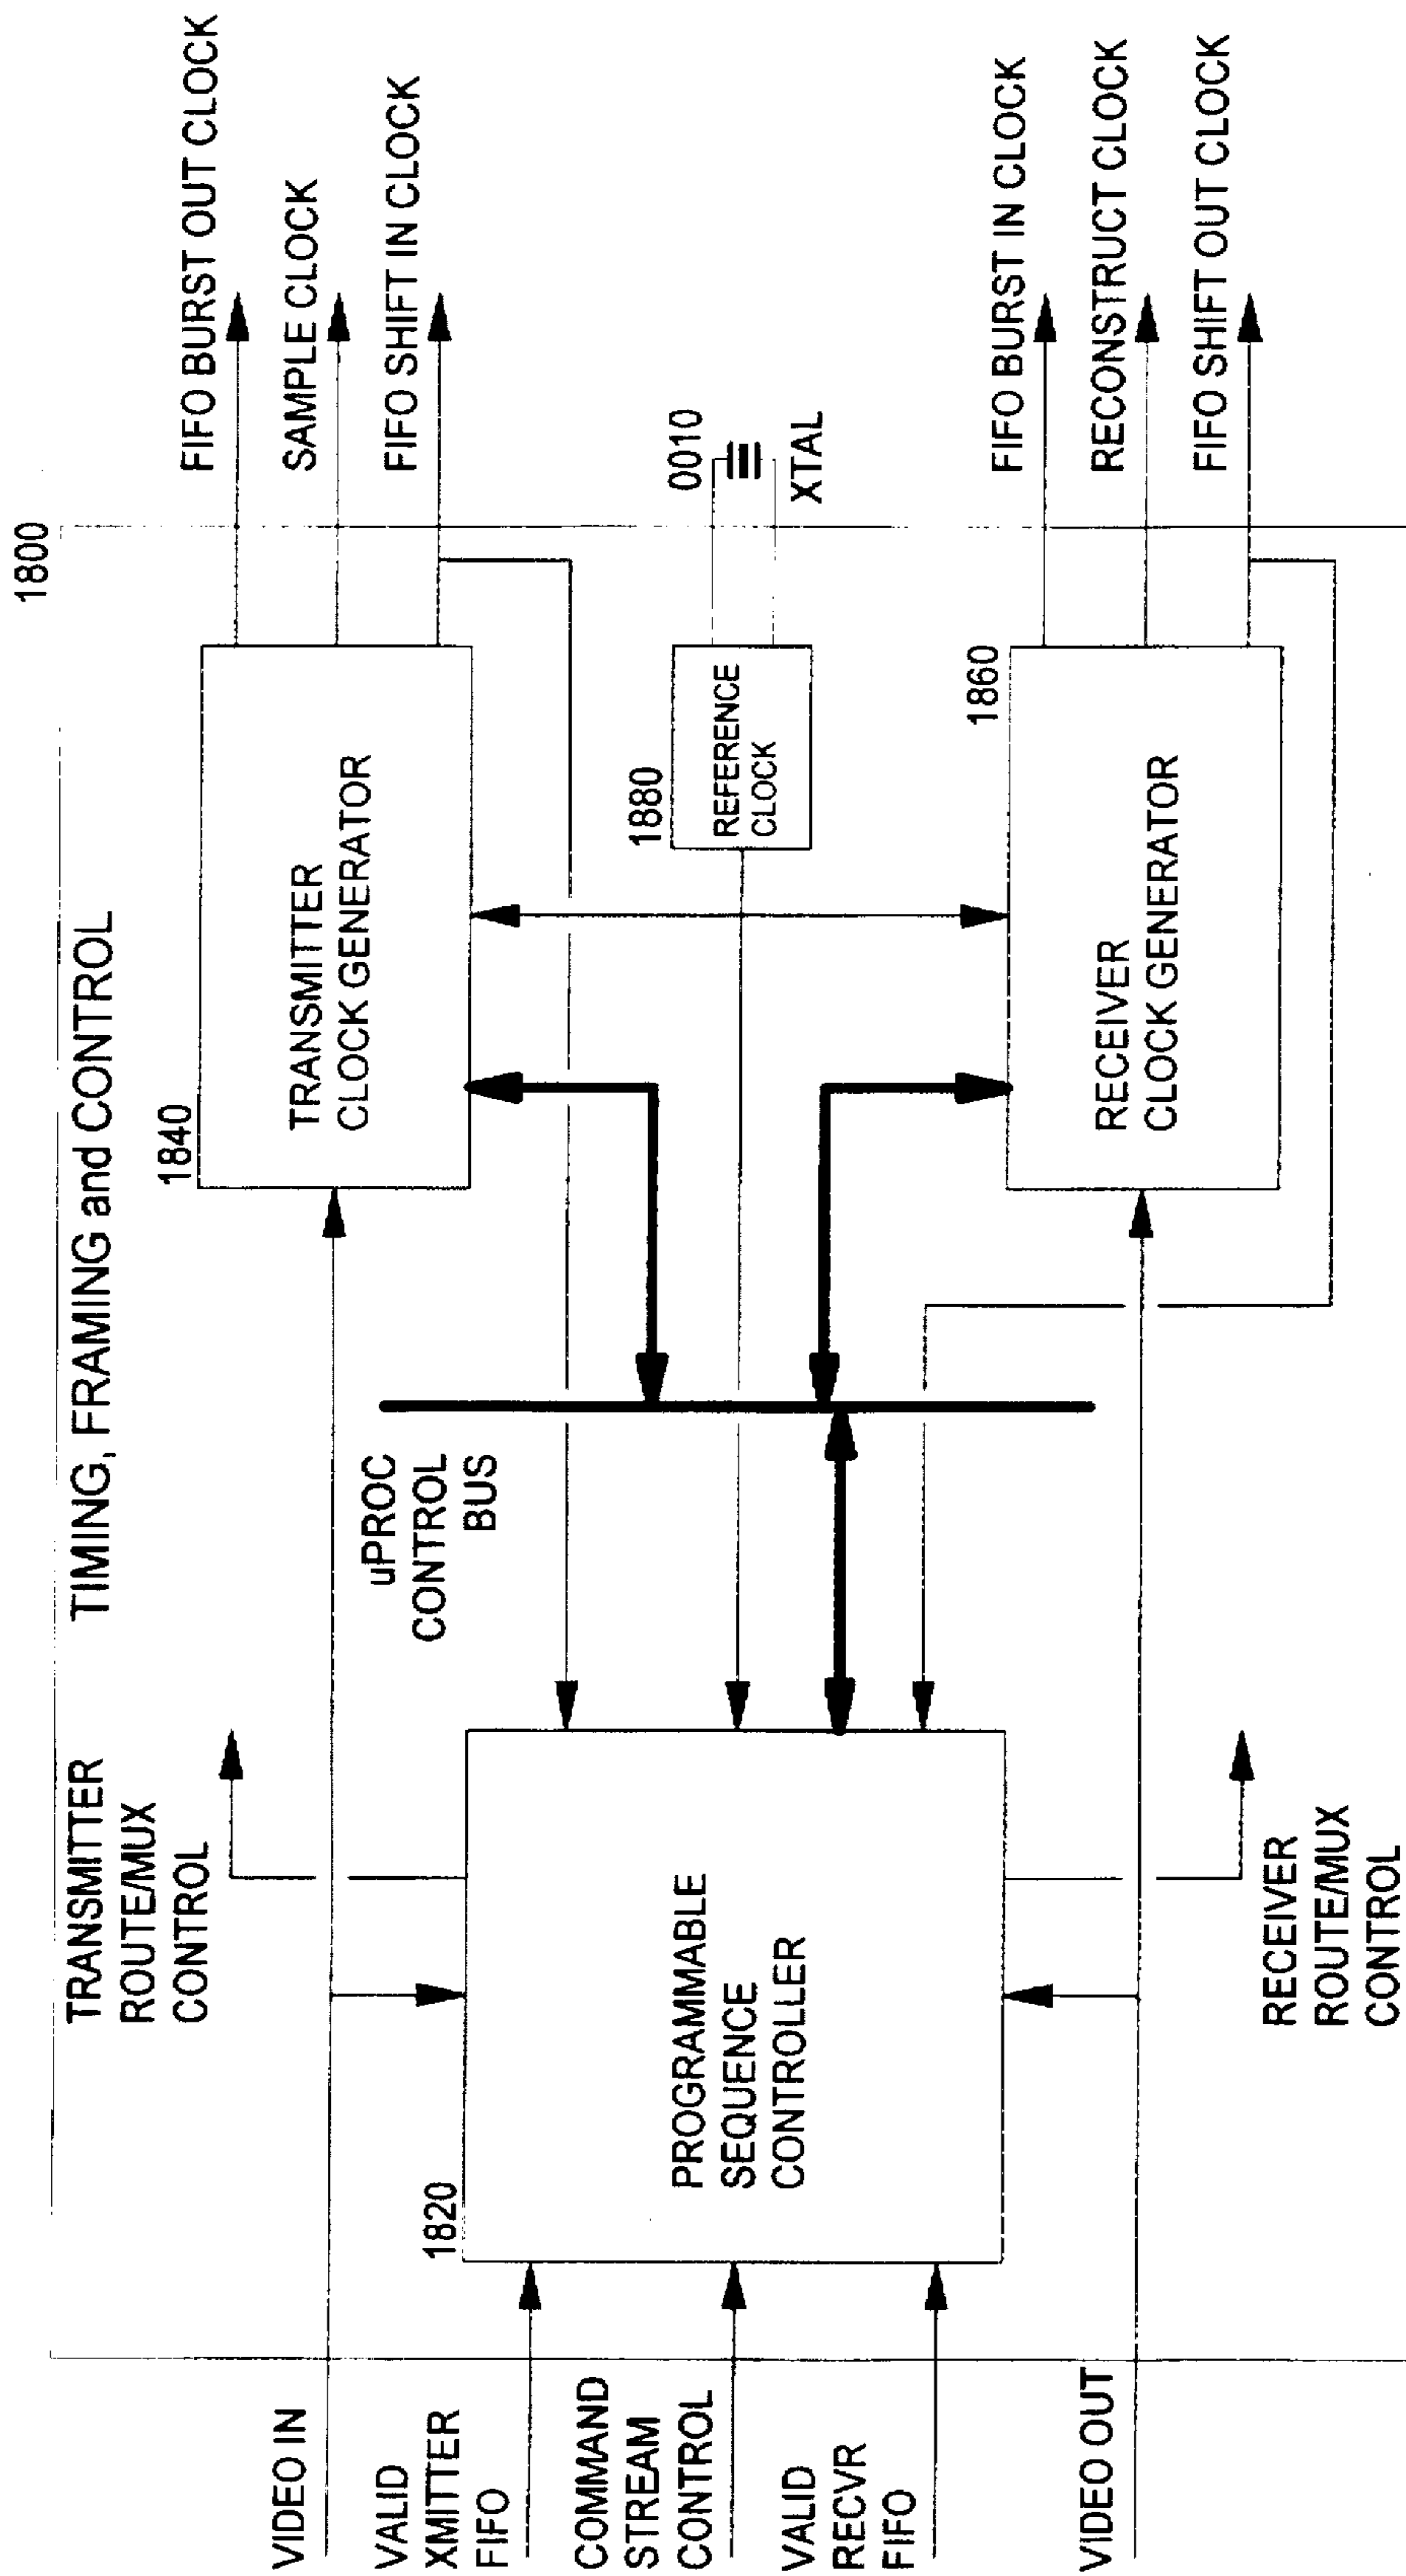 1800
TIMING, FRAMING and CONTROL
TRANSMITTER
ROUTE/MUX
CONTROL
VIDEO IN
VALID
XMITTER
FIFO
COMMAND
STREAM
CONTROL
VALID
RECVR
FIFO
VIDEO OUT
1820
PROGRAMMABLE
SEQUENCE
CONTROLLER
RECEIVER
ROUTE/MUX
CONTROL
uPROC
CONTROL
BUS
1840
TRANSMITTER
CLOCK GENERATOR
1880
REFERENCE
CLOCK
0010
XTAL
1860
RECEIVER
CLOCK GENERATOR
FIFO BURST OUT CLOCK
SAMPLE CLOCK
FIFO SHIFT IN CLOCK
FIFO BURST IN CLOCK
RECONSTRUCT CLOCK
FIFO SHIFT OUT CLOCK